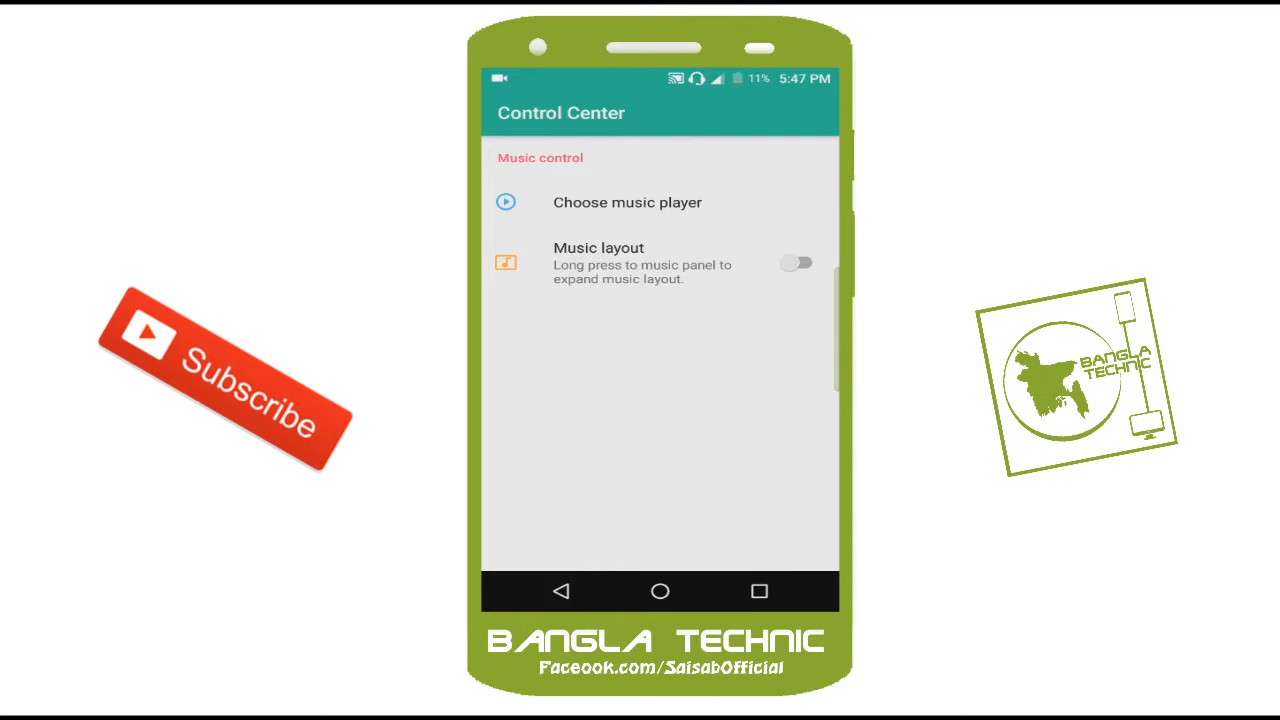 11% 5:47 PM
Control Center
Music control
Choose music player
Music layout
Long press to music panel to
expand music layout.
Subscribe
BANGLA
TECHNIC
BANGLA TECHNIC
Faceook.com/SaisabOfficial